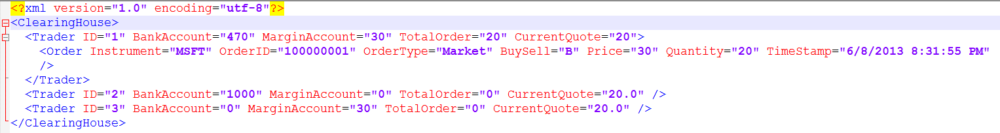 <?xml version="1.0" encoding="utf-8"?>
<ClearingHouse>
<Trader ID="1" BankAccount="470" MarginAccount="30" TotalOrder="20" CurrentQuote="20">
<Order Instrument="MSFT" OrderID="100000001" OrderType="Market" BuySell="B" Price="30" Quantity="20" TimeStamp="6/8/2013 8:31:55 PM"
/>
</Trader>
<Trader ID="2" BankAccount="1000" MarginAccount="0" TotalOrder="0" CurrentQuote="20.0" />
<Trader ID="3" BankAccount="0" MarginAccount="30" TotalOrder="0" CurrentQuote="20.0" />
</ClearingHouse>